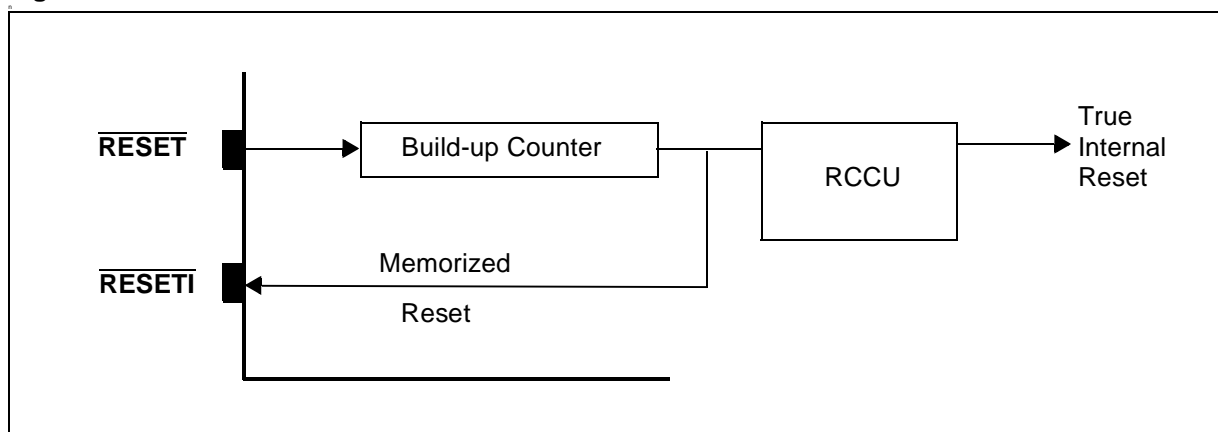 RESET
Build-up Counter
RCCU
True
Internal
Reset
RESETI
Memorized
Reset